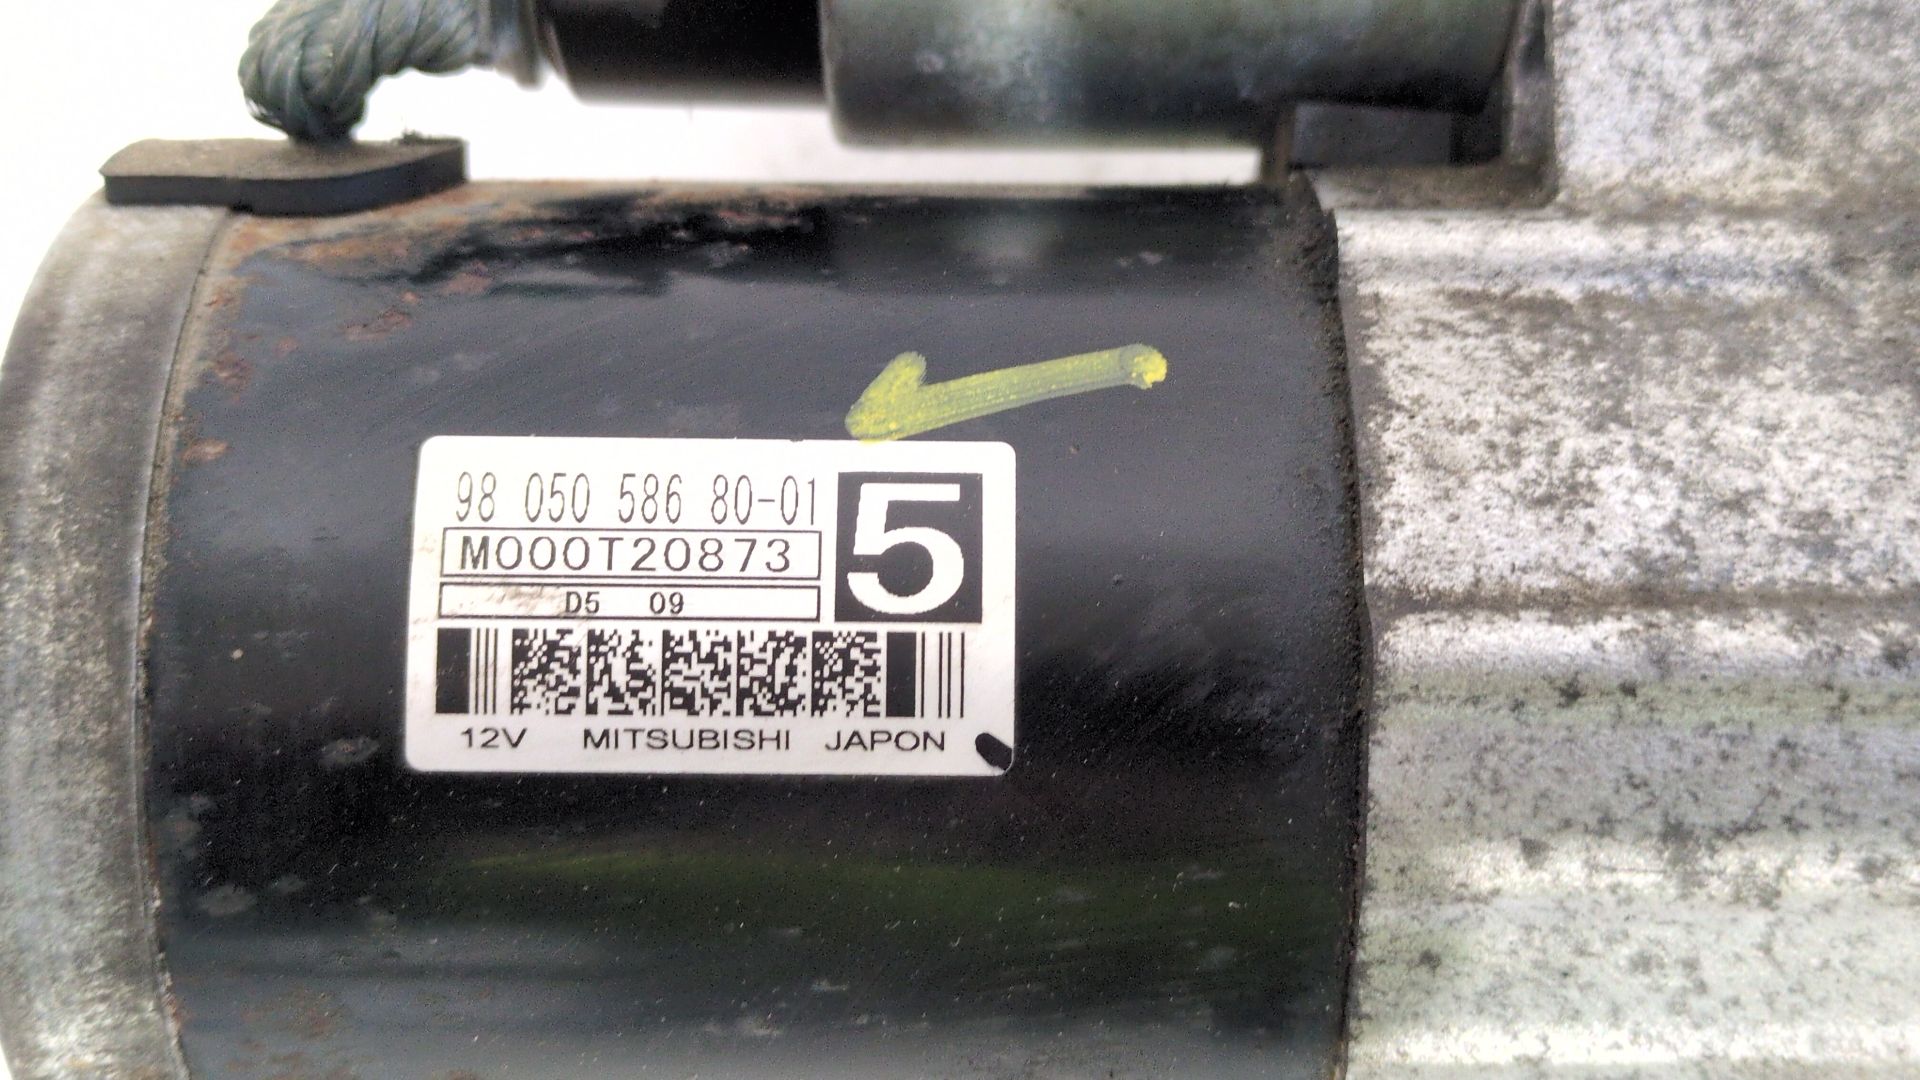 98 050 586 80-01
5
M000T20873
D5 09
12V MITSUBISHI JAPON